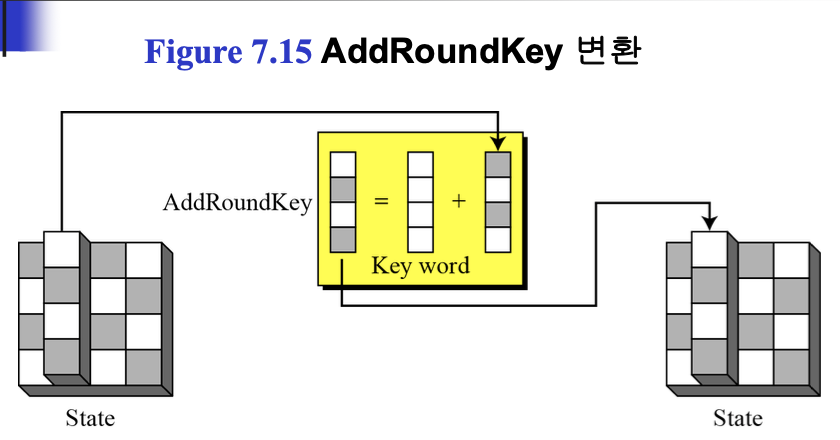 Figure 7.15 AddRoundKey 변환
AddRoundKey
=
+
Key word
State
State